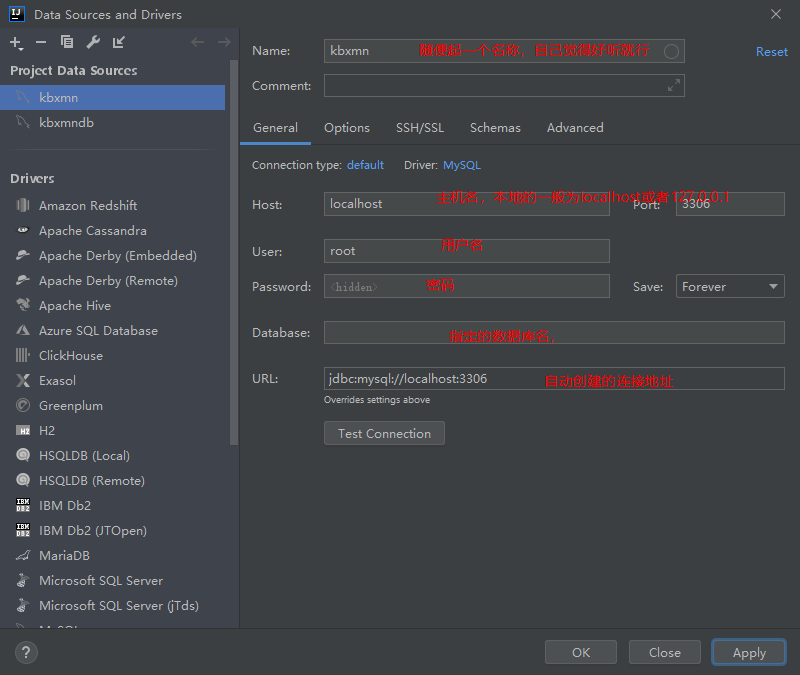 Data Sources and Drivers
Project Data Sources
kbxmn
kbxmndb
Drivers
Amazon Redshift
Apache Cassandra
Apache Derby (Embedded)
Apache Derby (Remote)
Apache Hive
Azure SQL Database
ClickHouse
Exasol
Greenplum
H2
HSQLDB (Local)
HSQLDB (Remote)
IBM Db2
IBM Db2 (JTOpen)
MariaDB
Microsoft SQL Server
Microsoft SQL Server (jTds)
Name: kbxmn 随便起一个名称，自己觉得好听就行 Reset
Comment:
General Options SSH/SSL Schemas Advanced
Connection type: default Driver: MySQL
Host: localhost 主机名，本地的一般为localhost或者127.0.0.1 Port: 3306
User: root 用户名
Password: <hidden> 密码 Save: Forever
Database: 指定的数据库名，
URL: jdbc:mysql://localhost:3306 自动创建的连接地址
Overrides settings above
Test Connection
? OK Close Apply